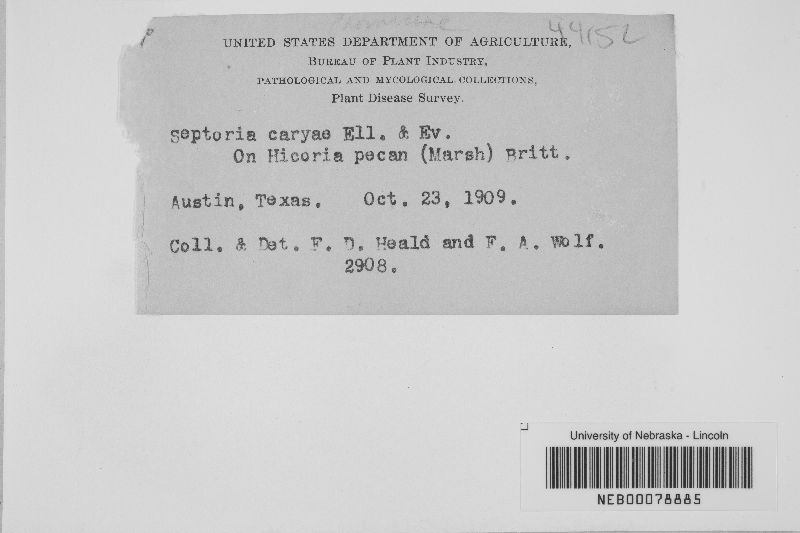 44152
UNITED STATES DEPARTMENT OF AGRICULTURE,
BUREAU OF PLANT INDUSTRY,
PATHOLOGICAL AND MYCOLOGICAL COLLECTIONS,
Plant Disease Survey.
Septoria caryae Ell. & Ev.
On Hicoria pecan (Marsh) Britt.
Austin, Texas. Oct. 23, 1909.
Coll. & Det. F. D. Heald and F. A. Wolf.
2908.
University of Nebraska - Lincoln
NEB00078885